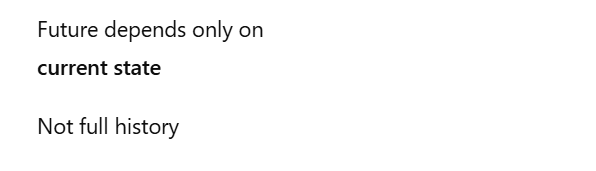 Future depends only on
current state
Not full history